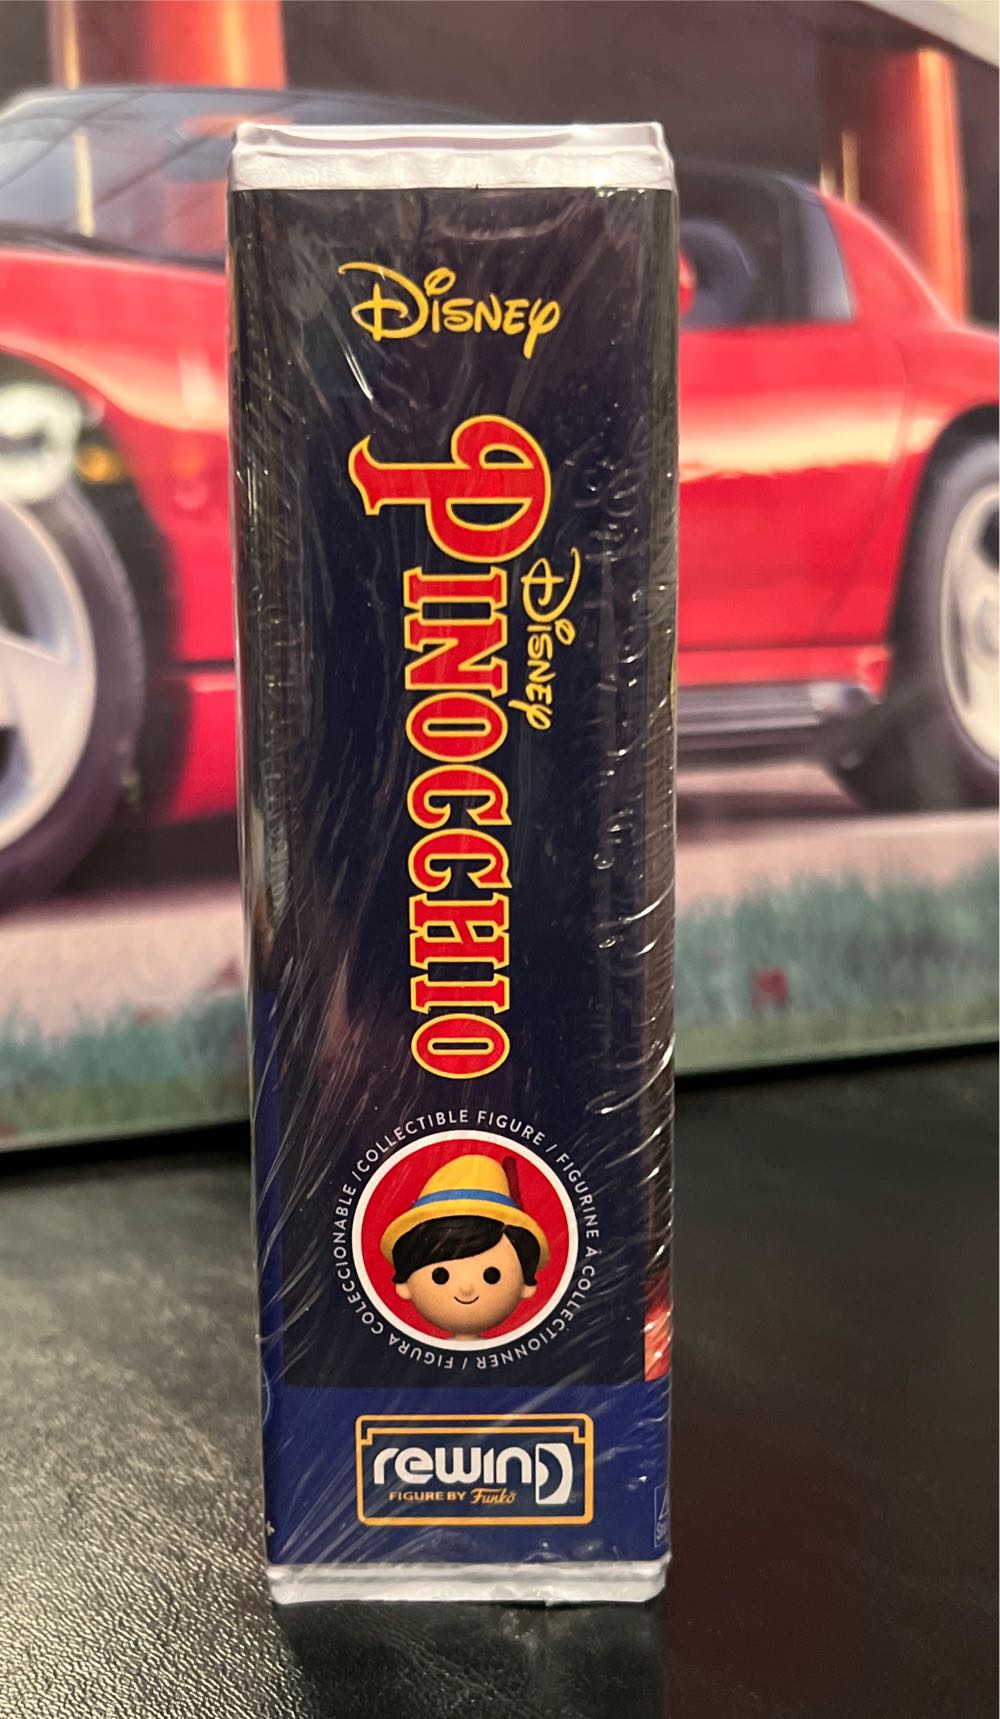 Disney
Disney
PINOCCHIO
COLLECTIBLE FIGURE / FIGURINE À COLLECTIONNER / FIGURA COLECCIONABLE /
rewind
FIGURE BY Funko